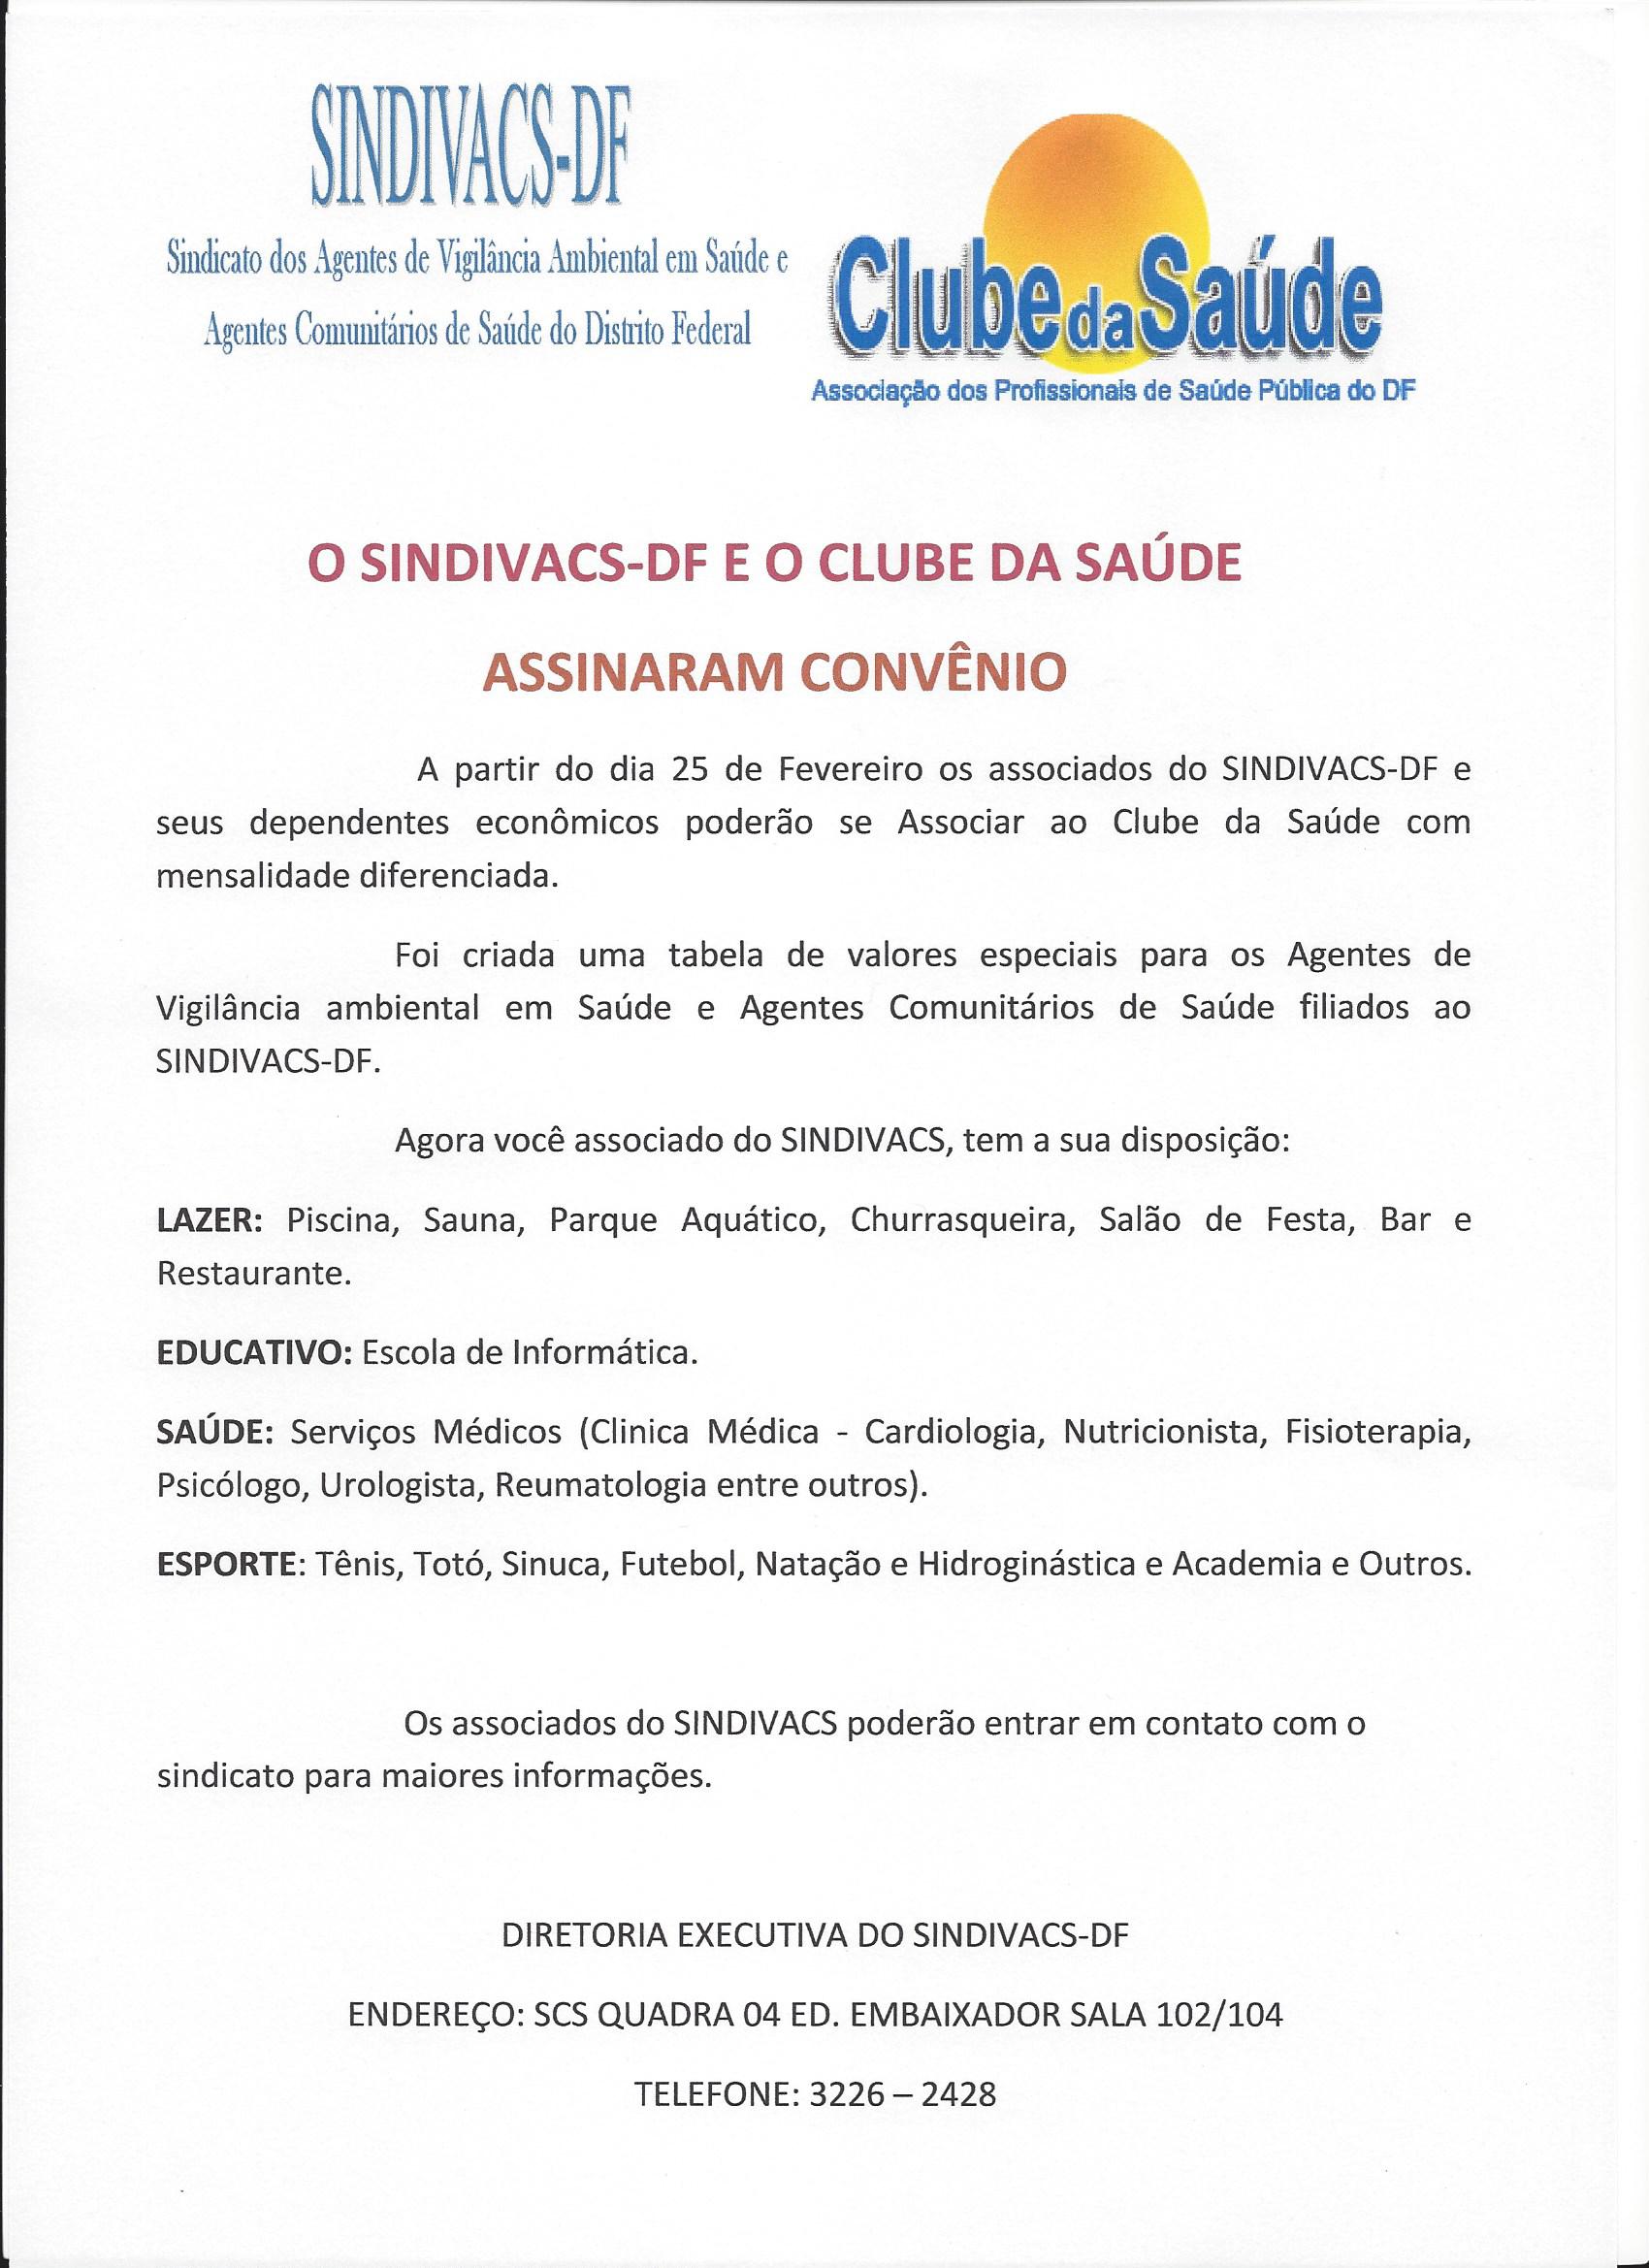 SINDIVACS-DF
Sindicato dos Agentes de Vigilância Ambiental em Saúde e
Agentes Comunitários de Saúde do Distrito Federal
Clube da Saúde
Associação dos Profissionais de Saúde Pública do DF
O SINDIVACS-DF E O CLUBE DA SAÚDE
ASSINARAM CONVÊNIO
A partir do dia 25 de Fevereiro os associados do SINDIVACS-DF e
seus dependentes econômicos poderão se Associar ao Clube da Saúde com
mensalidade diferenciada.
Foi criada uma tabela de valores especiais para os Agentes de
Vigilância ambiental em Saúde e Agentes Comunitários de Saúde filiados ao
SINDIVACS-DF.
Agora você associado do SINDIVACS, tem a sua disposição:
LAZER: Piscina, Sauna, Parque Aquático, Churrasqueira, Salão de Festa, Bar e
Restaurante.
EDUCATIVO: Escola de Informática.
SAÚDE: Serviços Médicos (Clinica Médica - Cardiologia, Nutricionista, Fisioterapia,
Psicólogo, Urologista, Reumatologia entre outros).
ESPORTE: Tênis, Totó, Sinuca, Futebol, Natação e Hidroginástica e Academia e Outros.
Os associados do SINDIVACS poderão entrar em contato com o
sindicato para maiores informações.
DIRETORIA EXECUTIVA DO SINDIVACS-DF
ENDEREÇO: SCS QUADRA 04 ED. EMBAIXADOR SALA 102/104
TELEFONE: 3226 – 2428